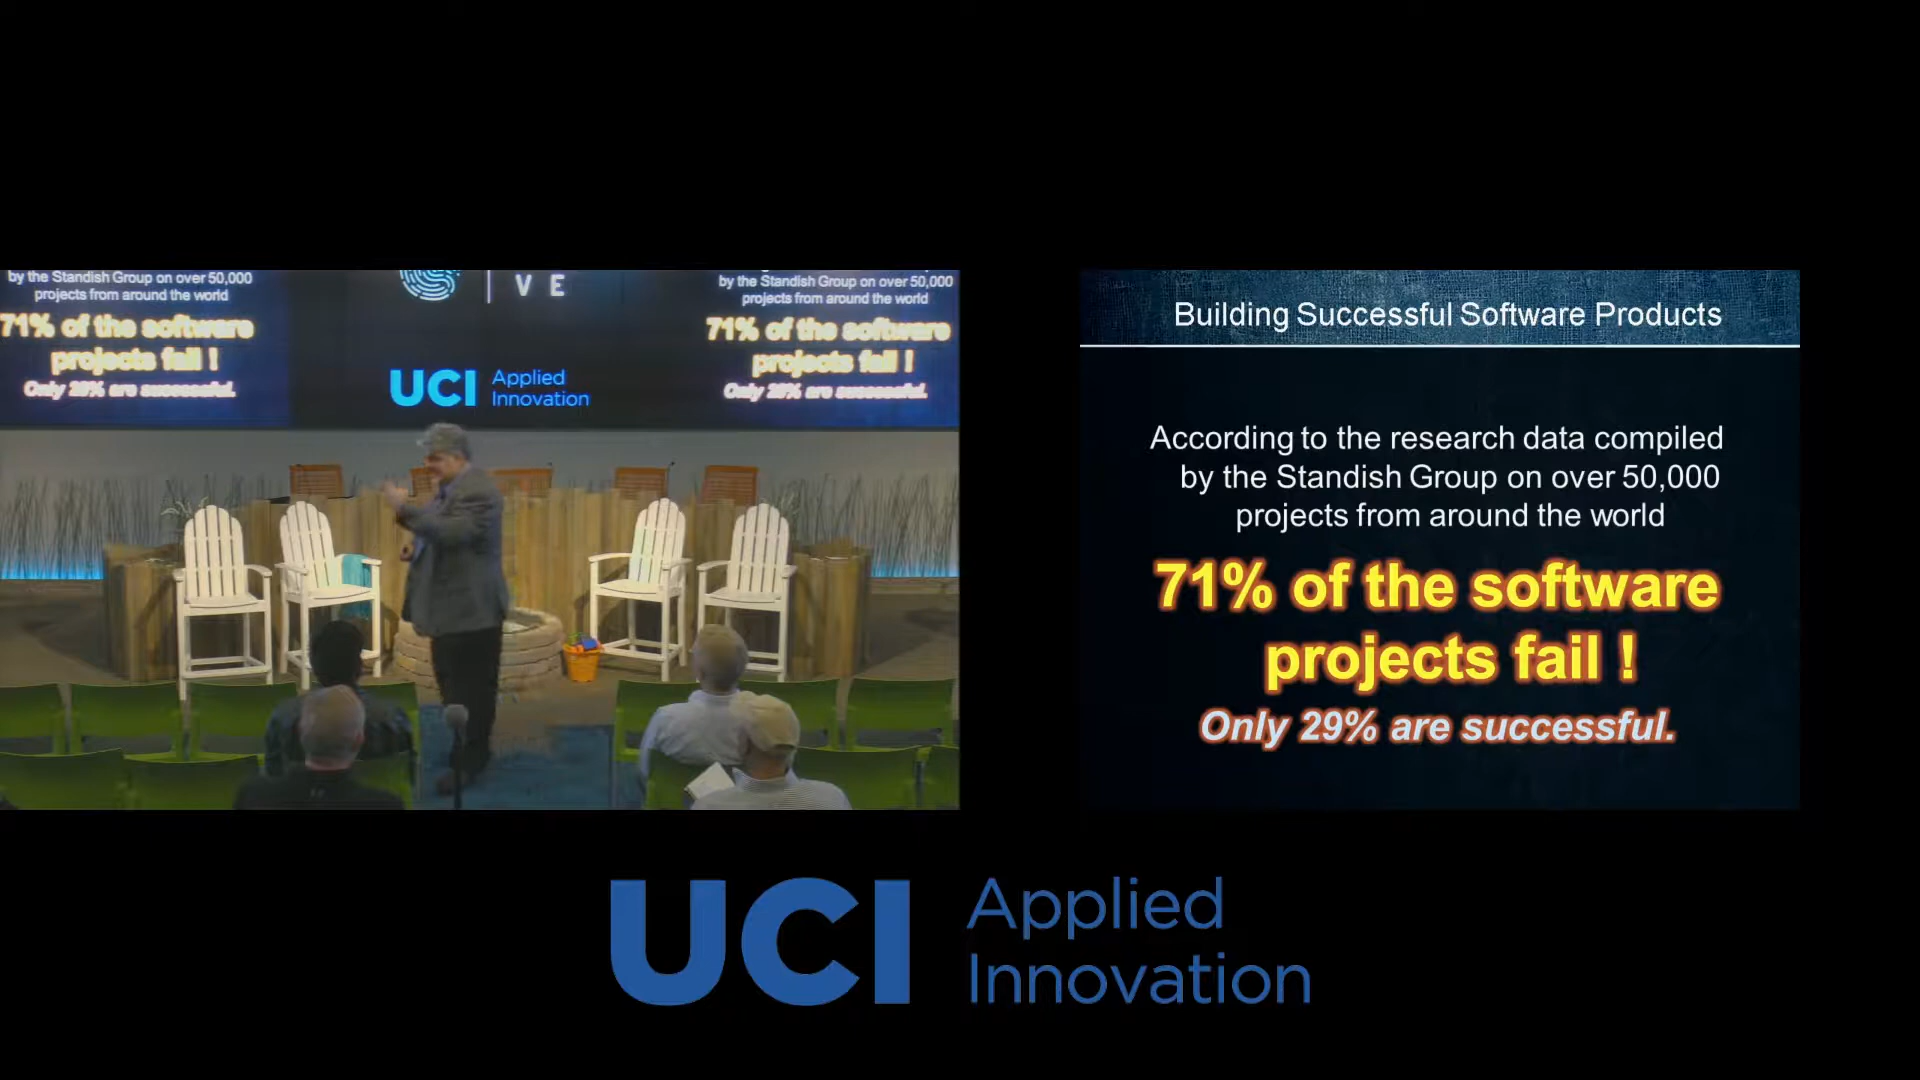 by the Standish Group on over 50,000
projects from around the world
71% of the software
projects fail !
Only 29% are successful.
V E
UCI Applied
Innovation
by the Standish Group on over 50,000
projects from around the world
71% of the software
projects fail !
Only 29% are successful.
Building Successful Software Products
According to the research data compiled
by the Standish Group on over 50,000
projects from around the world
71% of the software
projects fail !
Only 29% are successful.
UCI Applied
Innovation